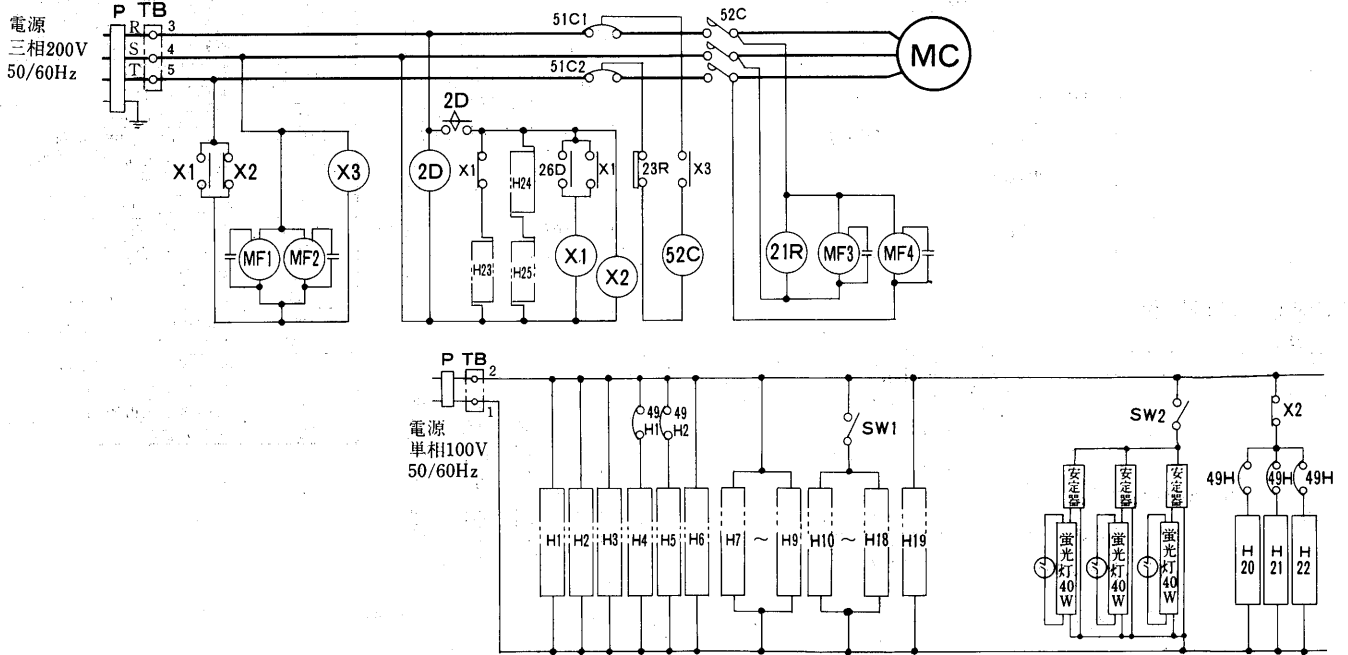 電源
三相200V
50/60Hz
P TB
R 3
S 4
T 5
51C1
51C2
52C
MC
2D
X1 X2
X3
2D
X1
H24
26D X1
23R X3
MF1 MF2
H23
H25
X1
X2
52C
21R
MF3
MF4
P TB
2
1
電源
単相100V
50/60Hz
49 H1
49 H2
SW1
SW2
X2
安定器
安定器
安定器
49H 49H 49H
H1 H2 H3 H4 H5 H6 H7 ～ H9 H10 ～ H18 H19
蛍光灯40W
蛍光灯40W
蛍光灯40W
H20
H21
H22